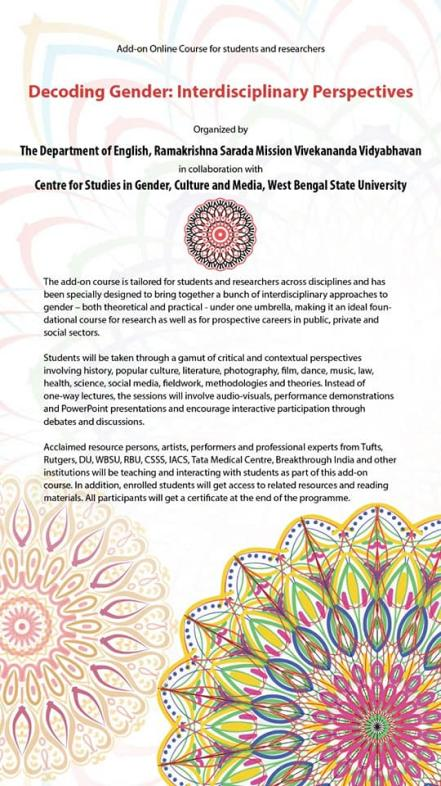 Add-on Online Course for students and researchers
Decoding Gender: Interdisciplinary Perspectives
Organized by
The Department of English, Ramakrishna Sarada Mission Vivekananda Vidyabhavan
in collaboration with
Centre for Studies in Gender, Culture and Media, West Bengal State University
The add-on course is tailored for students and researchers across disciplines and has
been specially designed to bring together a bunch of interdisciplinary approaches to
gender – both theoretical and practical - under one umbrella, making it an ideal foun-
dational course for research as well as for prospective careers in public, private and
social sectors.
Students will be taken through a gamut of critical and contextual perspectives
involving history, popular culture, literature, photography, film, dance, music, law,
health, science, social media, fieldwork, methodologies and theories. Instead of
one-way lectures, the sessions will involve audio-visuals, performance demonstrations
and PowerPoint presentations and encourage interactive participation through
debates and discussions.
Acclaimed resource persons, artists, performers and professional experts from Tufts,
Rutgers, DU, WBSU, RBU, CSSS, IACS, Tata Medical Centre, Breakthrough India and other
institutions will be teaching and interacting with students as part of this add-on
course. In addition, enrolled students will get access to related resources and reading
materials. All participants will get a certificate at the end of the programme.